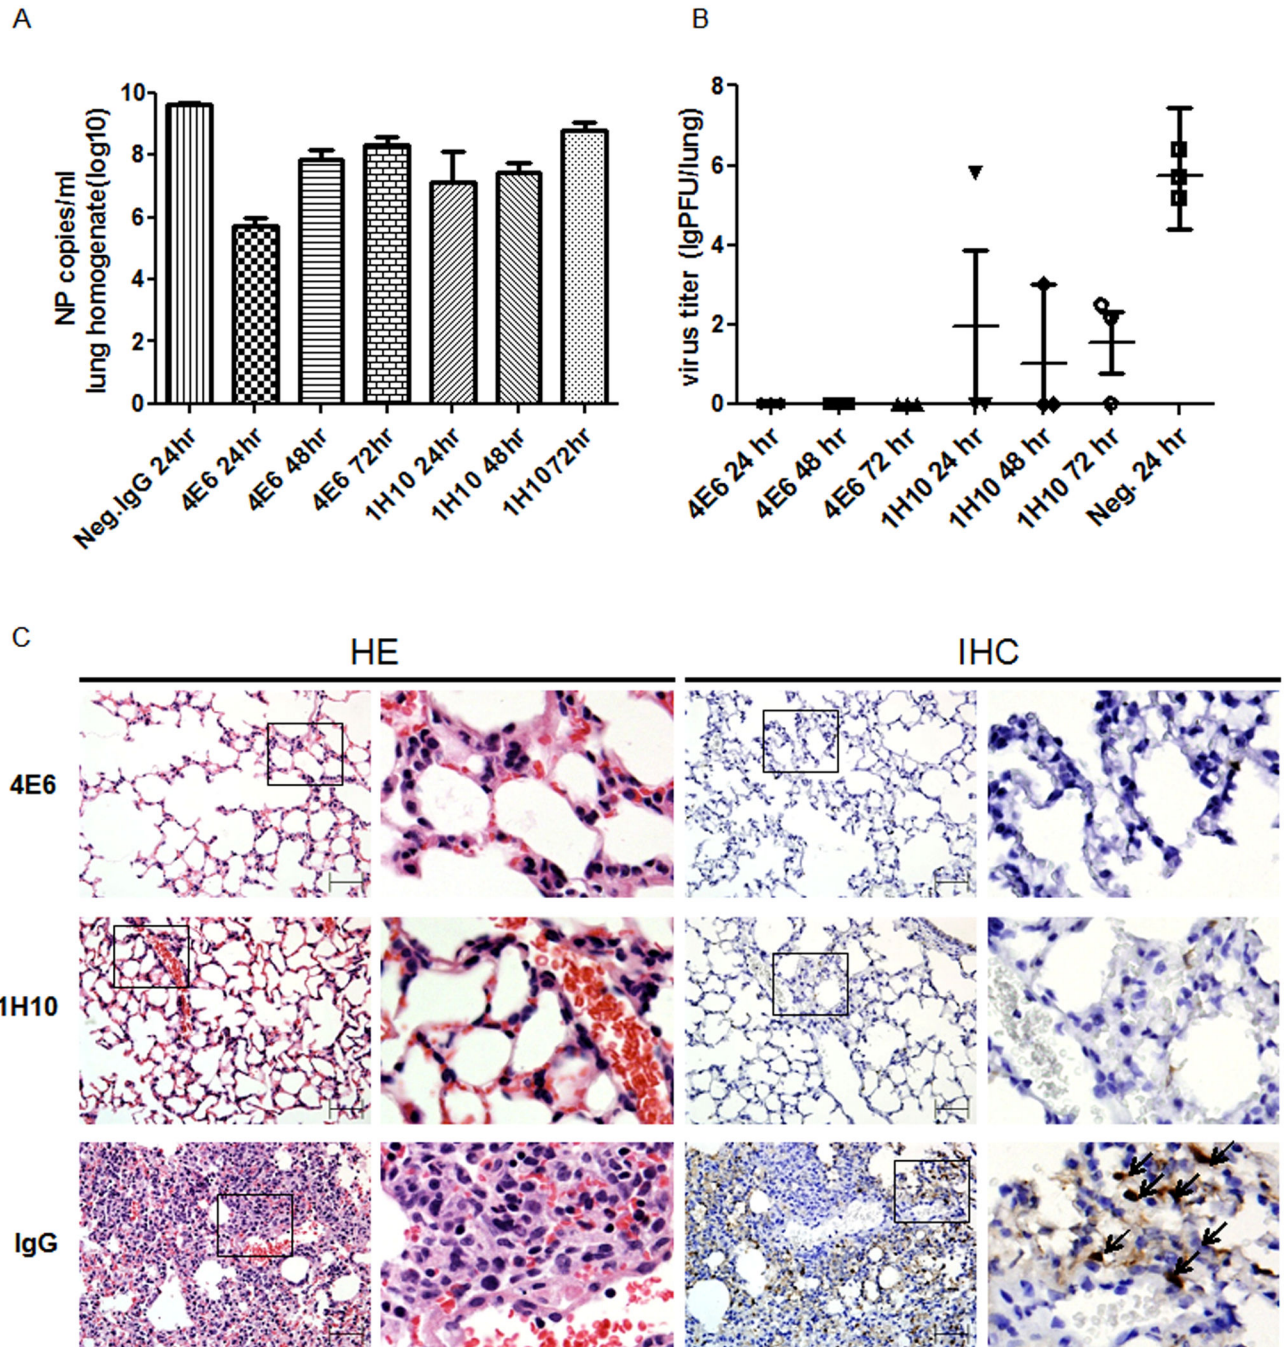 A
NP copies/ml
lung homogenate(log10)
10
8
6
4
2
0
Neg.IgG 24hr
4E6 24hr
4E6 48hr
4E6 72hr
1H10 24hr
1H10 48hr
1H1072hr
B
virus titer (lgPFU/lung)
8
6
4
2
0
4E6 24 hr
4E6 48 hr
4E6 72 hr
1H10 24 hr
1H10 48 hr
1H10 72 hr
Neg. 24 hr
C
HE
IHC
4E6
1H10
IgG